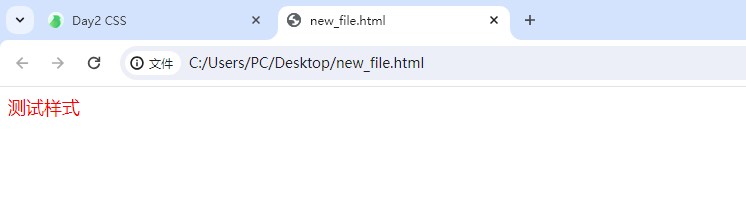 Day2 CSS
new_file.html
文件 C:/Users/PC/Desktop/new_file.html
测试样式